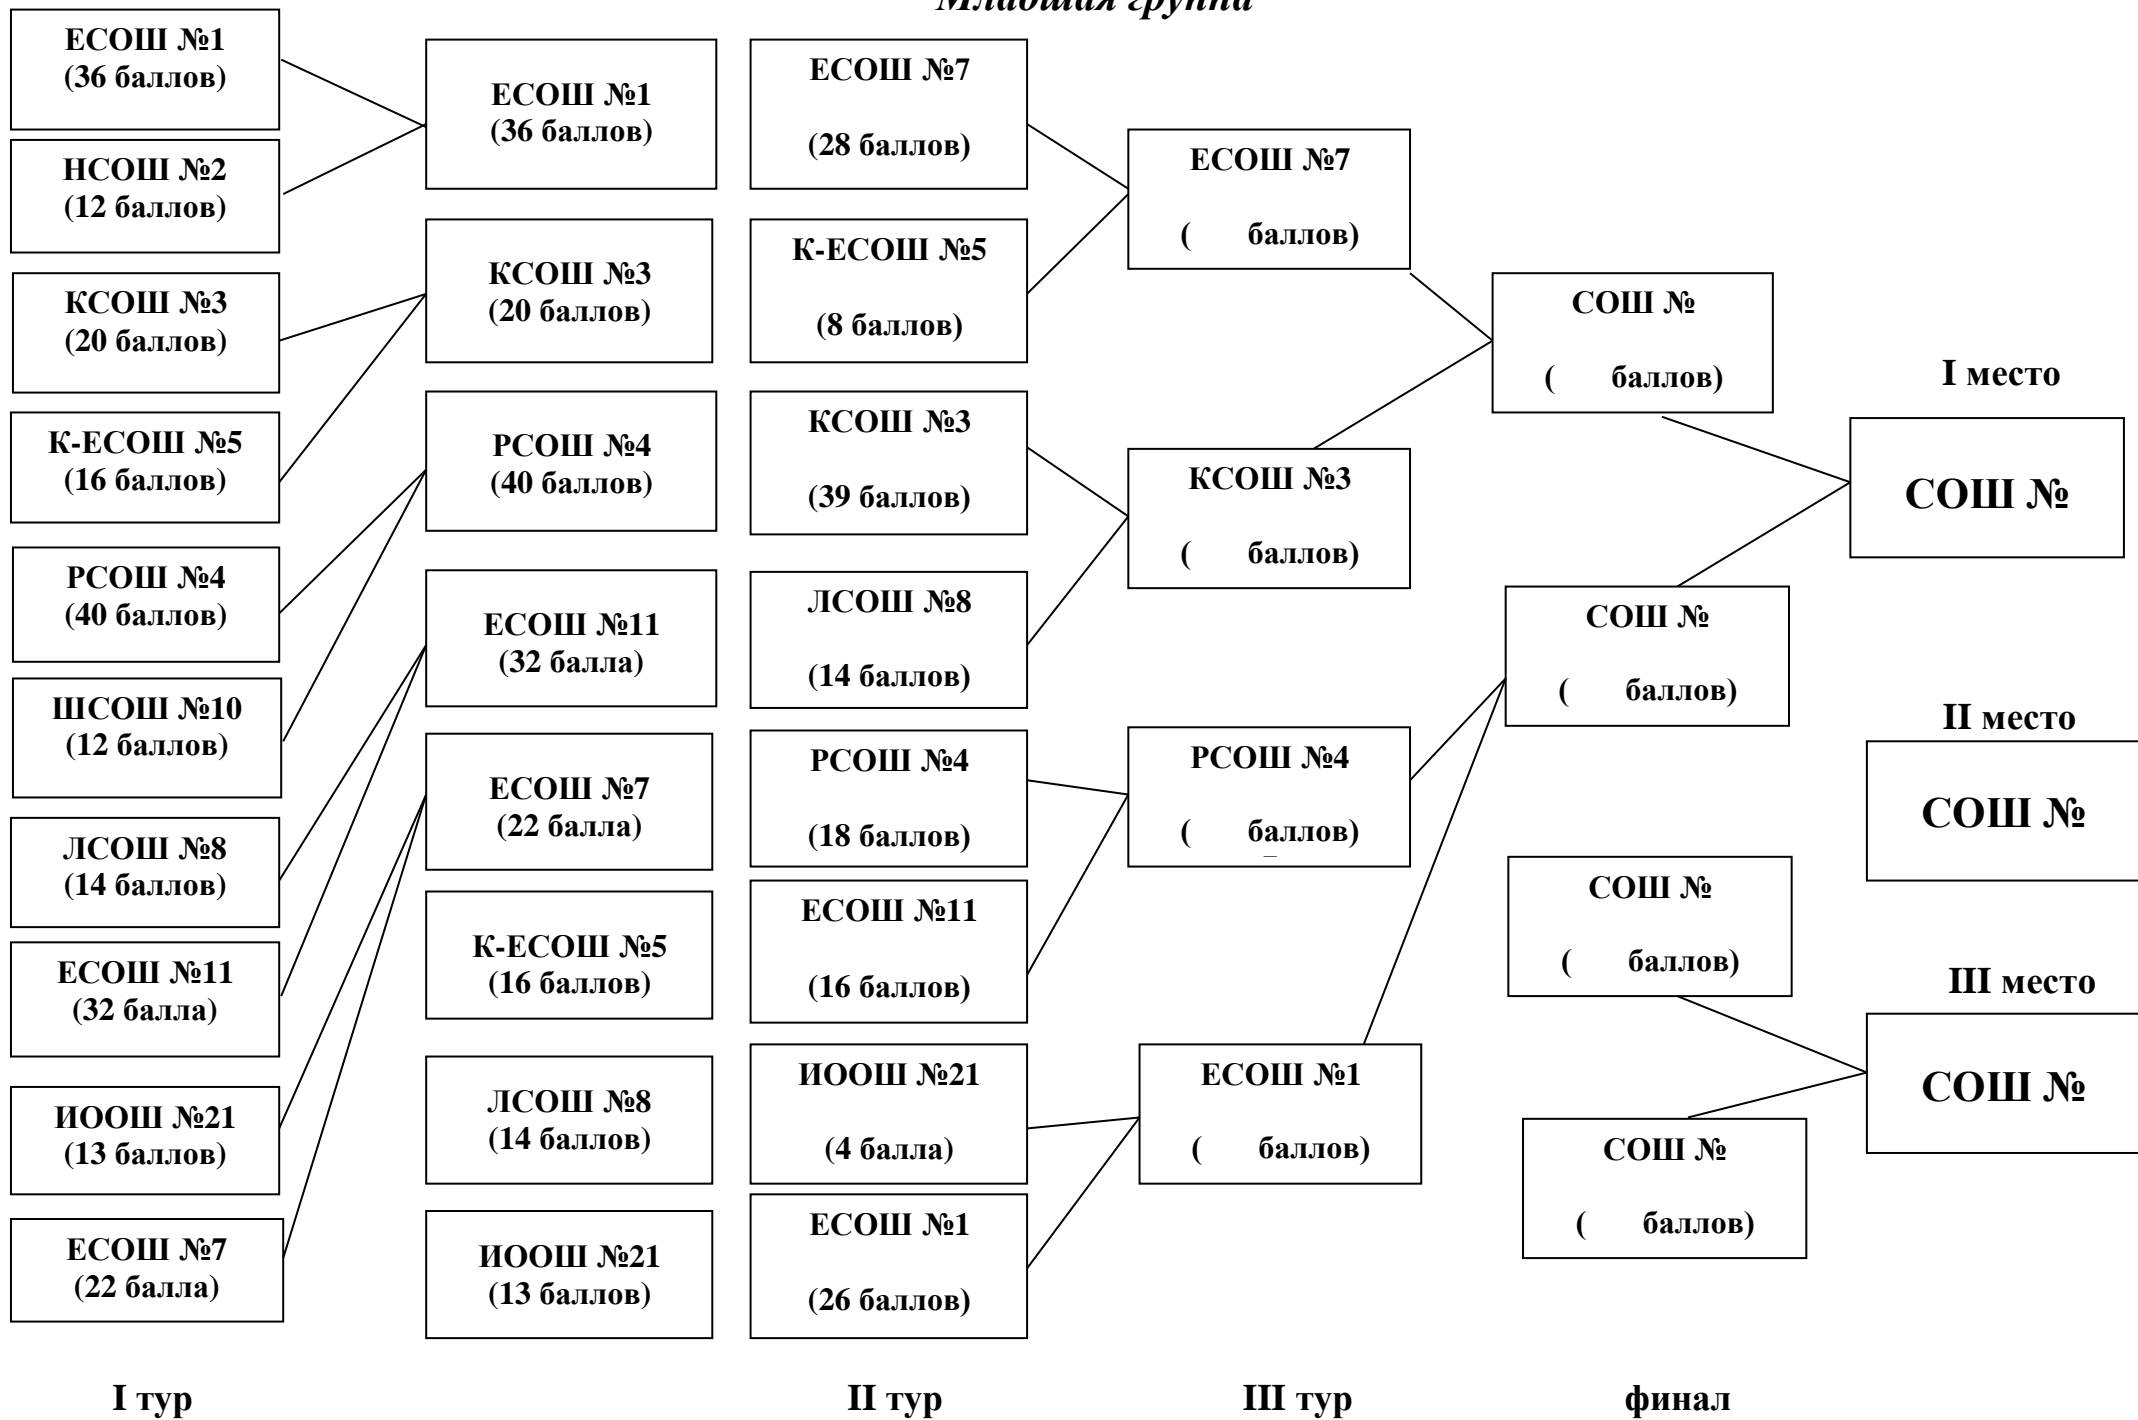 Младшая группа
ЕСОШ №1
(36 баллов)
НСОШ №2
(12 баллов)
КСОШ №3
(20 баллов)
К-ЕСОШ №5
(16 баллов)
РСОШ №4
(40 баллов)
ШСОШ №10
(12 баллов)
ЛСОШ №8
(14 баллов)
ЕСОШ №11
(32 балла)
ИООШ №21
(13 баллов)
ЕСОШ №7
(22 балла)
I тур
ЕСОШ №1
(36 баллов)
КСОШ №3
(20 баллов)
РСОШ №4
(40 баллов)
ЕСОШ №11
(32 балла)
ЕСОШ №7
(22 балла)
К-ЕСОШ №5
(16 баллов)
ЛСОШ №8
(14 баллов)
ИООШ №21
(13 баллов)
ЕСОШ №7
(28 баллов)
К-ЕСОШ №5
(8 баллов)
КСОШ №3
(39 баллов)
ЛСОШ №8
(14 баллов)
РСОШ №4
(18 баллов)
ЕСОШ №11
(16 баллов)
ИООШ №21
(4 балла)
ЕСОШ №1
(26 баллов)
II тур
ЕСОШ №7
( баллов)
КСОШ №3
( баллов)
РСОШ №4
( баллов)
ЕСОШ №1
( баллов)
III тур
СОШ №
( баллов)
СОШ №
( баллов)
СОШ №
( баллов)
СОШ №
( баллов)
финал
I место
СОШ №
II место
СОШ №
III место
СОШ №